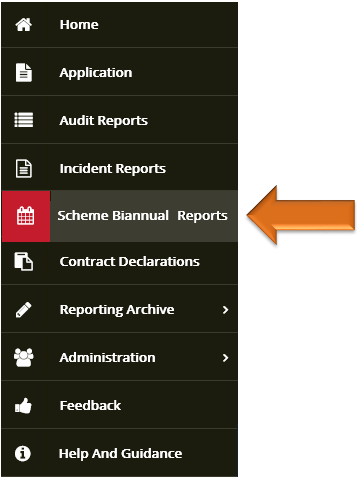 Home
Application
Audit Reports
Incident Reports
Scheme Biannual Reports
Contract Declarations
Reporting Archive
Administration
Feedback
Help And Guidance